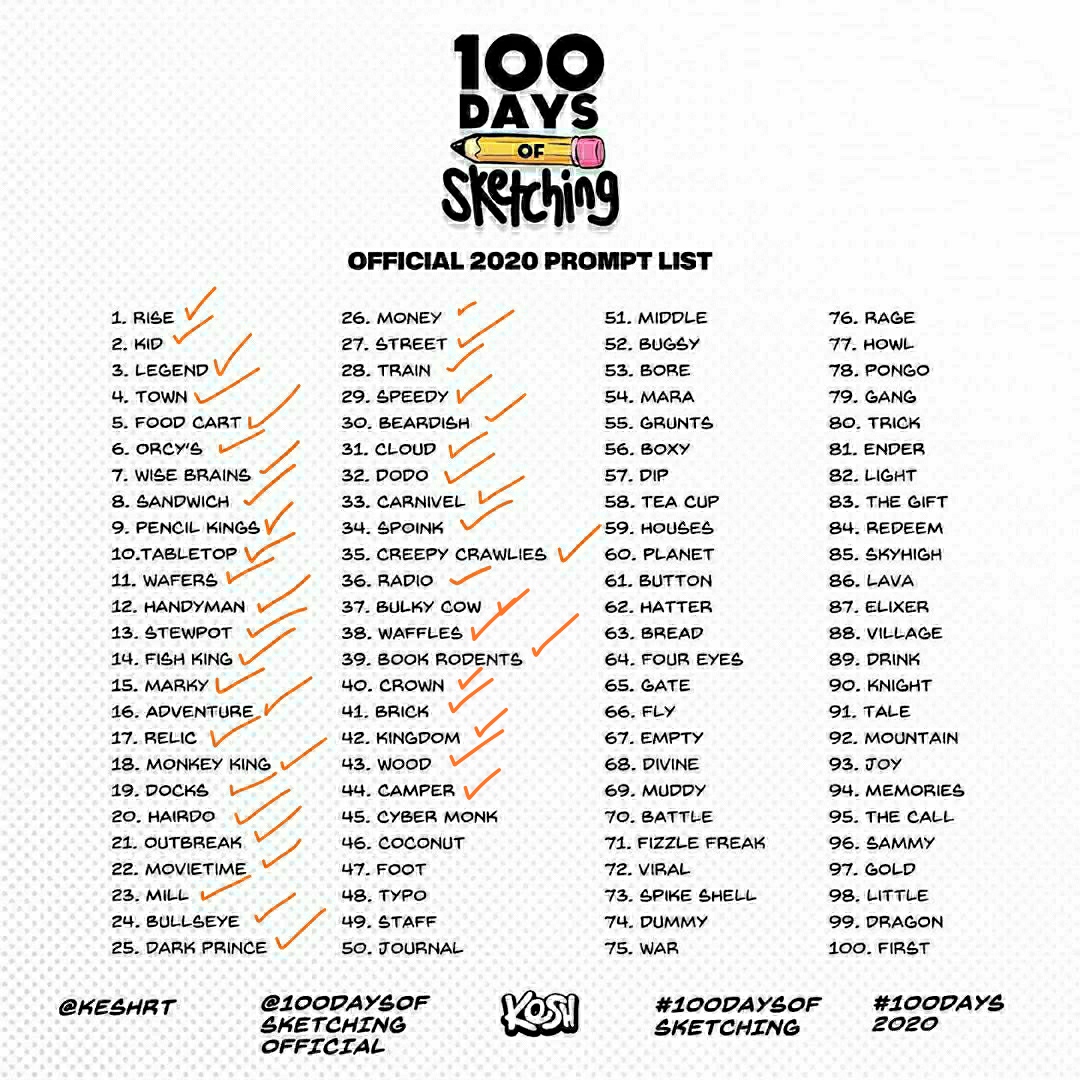 100
DAYS
OF
Sketching
OFFICIAL 2020 PROMPT LIST
1. RISE
2. KID
3. LEGEND
4. TOWN
5. FOOD CART
6. ORCY'S
7. WISE BRAINS
8. SANDWICH
9. PENCIL KINGS
10.TABLETOP
11. WAFERS
12. HANDYMAN
13. STEWPOT
14. FISH KING
15. MARKY
16. ADVENTURE
17. RELIC
18. MONKEY KING
19. DOCKS
20. HAIRDO
21. OUTBREAK
22. MOVIETIME
23. MILL
24. BULLSEYE
25. DARK PRINCE
26. MONEY
27. STREET
28. TRAIN
29. SPEEDY
30. BEARDISH
31. CLOUD
32. DODO
33. CARNIVEL
34. SPOINK
35. CREEPY CRAWLIES
36. RADIO
37. BULKY COW
38. WAFFLES
39. BOOK RODENTS
40. CROWN
41. BRICK
42. KINGDOM
43. WOOD
44. CAMPER
45. CYBER MONK
46. COCONUT
47. FOOT
48. TYPO
49. STAFF
50. JOURNAL
51. MIDDLE
52. BUGSY
53. BORE
54. MARA
55. GRUNTS
56. BOXY
57. DIP
58. TEA CUP
59. HOUSES
60. PLANET
61. BUTTON
62. HATTER
63. BREAD
64. FOUR EYES
65. GATE
66. FLY
67. EMPTY
68. DIVINE
69. MUDDY
70. BATTLE
71. FIZZLE FREAK
72. VIRAL
73. SPIKE SHELL
74. DUMMY
75. WAR
76. RAGE
77. HOWL
78. PONGO
79. GANG
80. TRICK
81. ENDER
82. LIGHT
83. THE GIFT
84. REDEEM
85. SKYHIGH
86. LAVA
87. ELIXER
88. VILLAGE
89. DRINK
90. KNIGHT
91. TALE
92. MOUNTAIN
93. JOY
94. MEMORIES
95. THE CALL
96. SAMMY
97. GOLD
98. LITTLE
99. DRAGON
100. FIRST
@KESHRT
@100DAYSOF
SKETCHING
OFFICIAL
KOSH
#100DAYSOF
SKETCHING
#100DAYS
2020